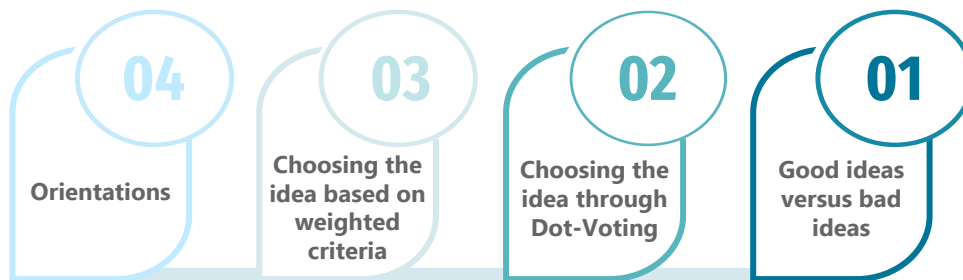 04
Orientations
03
Choosing the
idea based on
weighted
criteria
02
Choosing the
idea through
Dot-Voting
01
Good ideas
versus bad
ideas